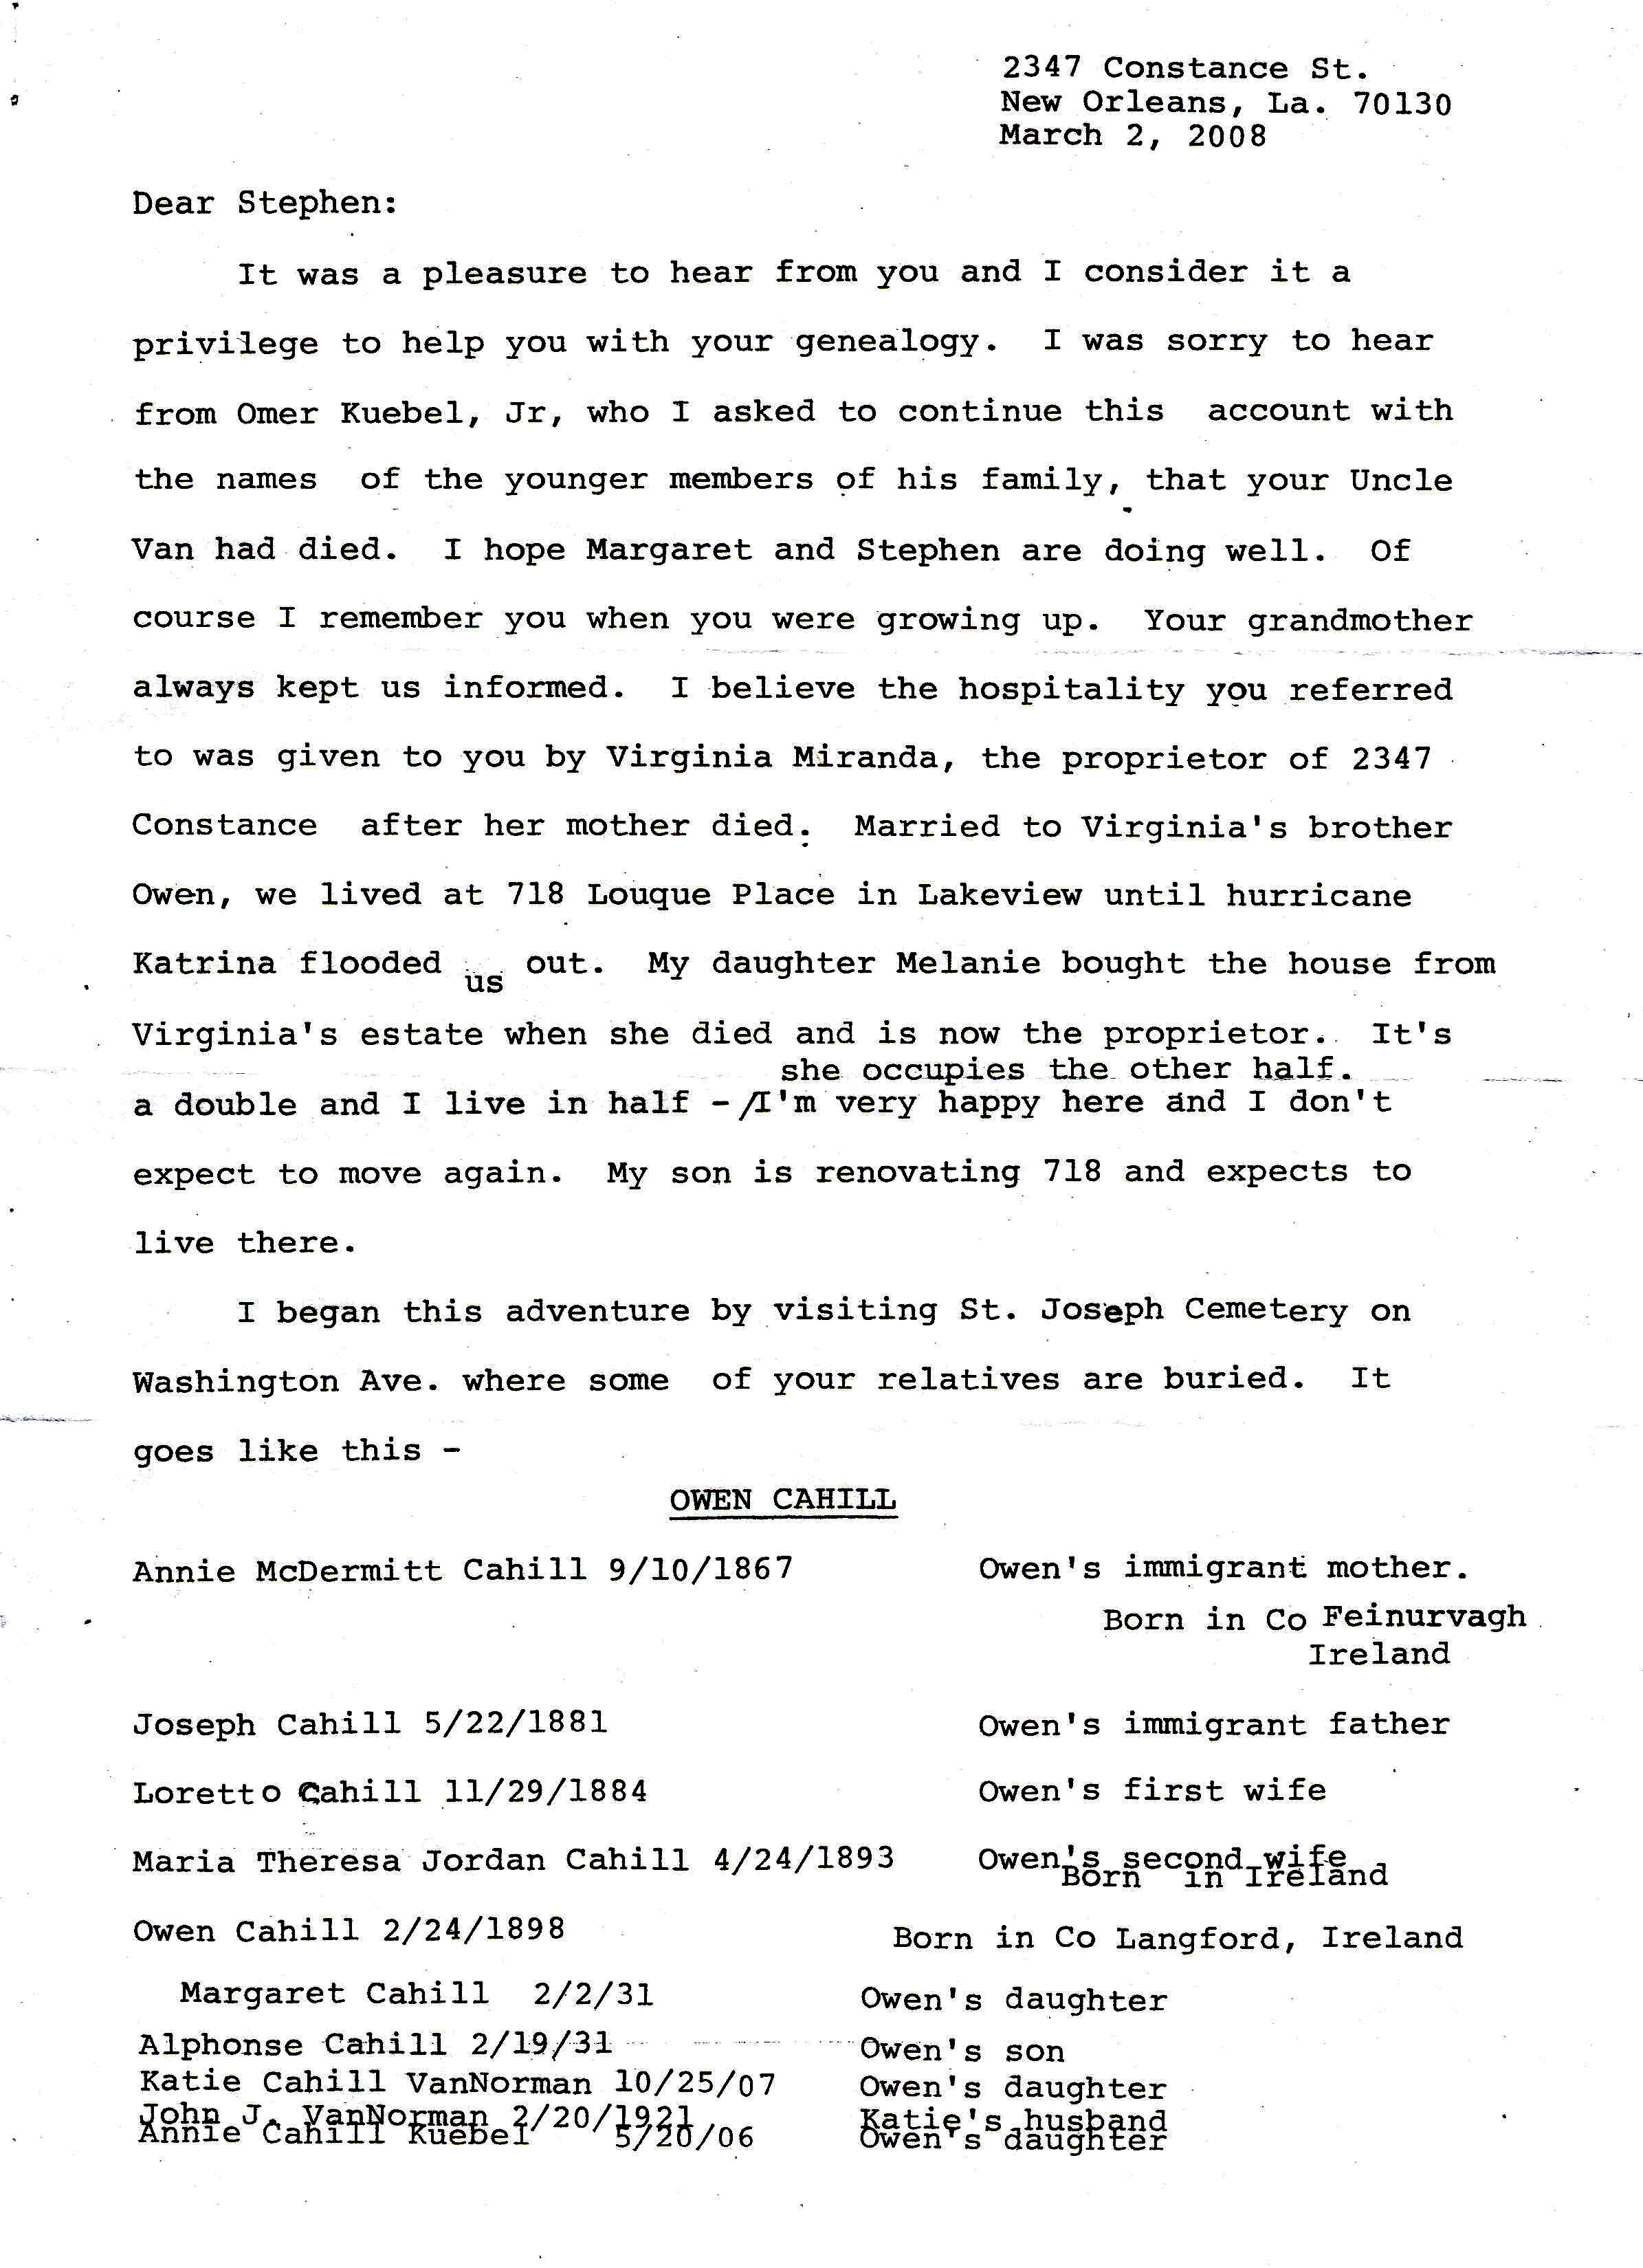 2347 Constance St.
New Orleans, La. 70130
March 2, 2008
Dear Stephen:
It was a pleasure to hear from you and I consider it a
privilege to help you with your genealogy. I was sorry to hear
from Omer Kuebel, Jr, who I asked to continue this account with
the names of the younger members of his family, that your Uncle
Van had died. I hope Margaret and Stephen are doing well. Of
course I remember you when you were growing up. Your grandmother
always kept us informed. I believe the hospitality you referred
to was given to you by Virginia Miranda, the proprietor of 2347
Constance after her mother died. Married to Virginia's brother
Owen, we lived at 718 Louque Place in Lakeview until hurricane
Katrina flooded us out. My daughter Melanie bought the house from
Virginia's estate when she died and is now the proprietor. It's
she occupies the other half.
a double and I live in half -/I'm very happy here and I don't
expect to move again. My son is renovating 718 and expects to
live there.
I began this adventure by visiting St. Joseph Cemetery on
Washington Ave. where some of your relatives are buried. It
goes like this -
OWEN CAHILL
Annie McDermitt Cahill 9/10/1867 Owen's immigrant mother.
Born in Co Feinurvagh
Ireland
Joseph Cahill 5/22/1881 Owen's immigrant father
Loretto Cahill 11/29/1884 Owen's first wife
Maria Theresa Jordan Cahill 4/24/1893 Owen's second wife
Born in Ireland
Owen Cahill 2/24/1898 Born in Co Langford, Ireland
Margaret Cahill 2/2/31 Owen's daughter
Alphonse Cahill 2/19/31 Owen's son
Katie Cahill VanNorman 10/25/07 Owen's daughter
John J. VanNorman 2/20/1921 Katie's husband
Annie Cahill Kuebel 5/20/06 Owen's daughter